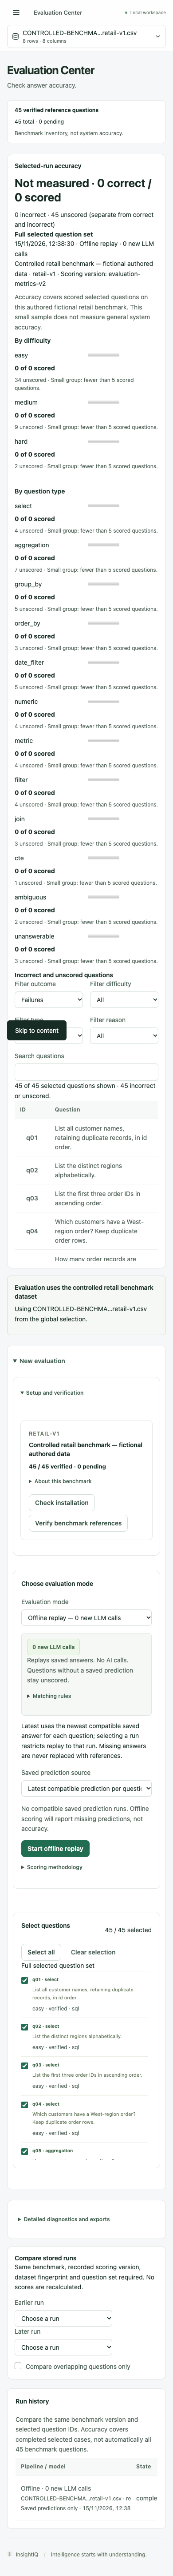 Evaluation Center
Local workspace
CONTROLLED-BENCHMA...retail-v1.csv
8 rows · 8 columns
Evaluation Center
Check answer accuracy.
45 verified reference questions
45 total · 0 pending
Benchmark inventory, not system accuracy.
Selected-run accuracy
Not measured · 0 correct /
0 scored
0 incorrect · 45 unscored (separate from correct
and incorrect)
Full selected question set
15/11/2026, 12:38:30 · Offline replay · 0 new LLM
calls
Controlled retail benchmark — fictional authored
data · retail-v1 · Scoring version: evaluation-
metrics-v2
Accuracy covers scored selected questions on
this authored fictional retail benchmark. This
small sample does not measure general system
accuracy.
By difficulty
easy
0 of 0 scored
34 unscored · Small group: fewer than 5 scored
questions.
medium
0 of 0 scored
9 unscored · Small group: fewer than 5 scored questions.
hard
0 of 0 scored
2 unscored · Small group: fewer than 5 scored questions.
By question type
select
0 of 0 scored
4 unscored · Small group: fewer than 5 scored questions.
aggregation
0 of 0 scored
7 unscored · Small group: fewer than 5 scored questions.
group_by
0 of 0 scored
5 unscored · Small group: fewer than 5 scored questions.
order_by
0 of 0 scored
3 unscored · Small group: fewer than 5 scored questions.
date_filter
0 of 0 scored
5 unscored · Small group: fewer than 5 scored questions.
numeric
0 of 0 scored
4 unscored · Small group: fewer than 5 scored questions.
metric
0 of 0 scored
4 unscored · Small group: fewer than 5 scored questions.
filter
0 of 0 scored
4 unscored · Small group: fewer than 5 scored questions.
join
0 of 0 scored
3 unscored · Small group: fewer than 5 scored questions.
cte
0 of 0 scored
1 unscored · Small group: fewer than 5 scored questions.
ambiguous
0 of 0 scored
2 unscored · Small group: fewer than 5 scored questions.
unanswerable
0 of 0 scored
3 unscored · Small group: fewer than 5 scored questions.
Incorrect and unscored questions
Filter outcome Filter difficulty
Failures All
Filter type Filter reason
Skip to content
All
Search questions
45 of 45 selected questions shown · 45 incorrect
or unscored.
ID Question
q01 List all customer names,
retaining duplicate records, in id
order.
q02 List the distinct regions
alphabetically.
q03 List the first three order IDs in
ascending order.
q04 Which customers have a West-
region order? Keep duplicate
order rows.
How many order records are
Evaluation uses the controlled retail benchmark
dataset
Using CONTROLLED-BENCHMA...retail-v1.csv
from the global selection.
New evaluation
Setup and verification
RETAIL-V1
Controlled retail benchmark — fictional
authored data
45 / 45 verified · 0 pending
About this benchmark
Check installation
Verify benchmark references
Choose evaluation mode
Evaluation mode
Offline replay — 0 new LLM calls
0 new LLM calls
Replays saved answers. No AI calls.
Questions without a saved prediction
stay unscored.
Matching rules
Latest uses the newest compatible saved
answer for each question; selecting a run
restricts replay to that run. Missing answers
are never replaced with references.
Saved prediction source
Latest compatible prediction per questio
No compatible saved prediction runs. Offline
scoring will report missing predictions, not
accuracy.
Start offline replay
Scoring methodology
Select questions
45 / 45 selected
Select all Clear selection
Full selected question set
q01 · select
List all customer names, retaining duplicate
records, in id order.
easy · verified · sql
q02 · select
List the distinct regions alphabetically.
easy · verified · sql
q03 · select
List the first three order IDs in ascending order.
easy · verified · sql
q04 · select
Which customers have a West-region order?
Keep duplicate order rows.
easy · verified · sql
q05 · aggregation
Detailed diagnostics and exports
Compare stored runs
Same benchmark, recorded scoring version,
dataset fingerprint and question set required. No
scores are recalculated.
Earlier run
Choose a run
Later run
Choose a run
Compare overlapping questions only
Run history
Compare the same benchmark version and
selected question IDs. Accuracy covers
completed selected cases, not automatically all
45 benchmark questions.
Pipeline / model State
Offline · 0 new LLM calls
CONTROLLED-BENCHMA...retail-v1.csv · re comple
Saved predictions only · 15/11/2026, 12:38
InsightIQ / Intelligence starts with understanding.